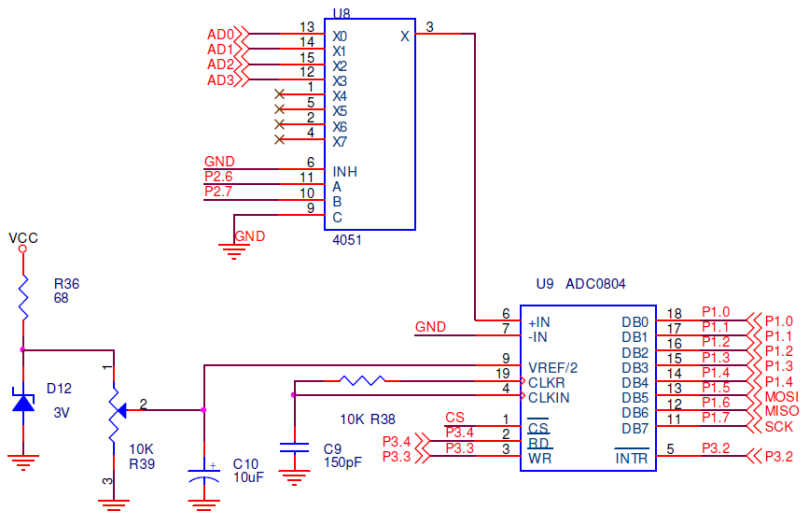 U8
AD0 13 X0 X 3
AD1 14 X1
AD2 15 X2
AD3 12 X3
1 X4
5 X5
2 X6
4 X7
GND 6 INH
P2.6 11 A
P2.7 10 B
9 C
GND 4051
VCC
R36
68
D12
3V
1
2
10K
R39
3
C10
10uF
+
10K R38
C9
150pF
U9 ADC0804
6 +IN DB0 18 P1.0 P1.0
GND 7 -IN DB1 17 P1.1 P1.1
DB2 16 P1.2 P1.2
9 VREF/2 DB3 15 P1.3 P1.3
19 CLKR DB4 14 P1.4 P1.4
4 CLKIN DB5 13 P1.5 MOSI
DB6 12 P1.6 MISO
CS 1 CS DB7 11 P1.7 SCK
P3.4 P3.4 2 RD
P3.3 P3.3 3 WR INTR 5 P3.2 P3.2